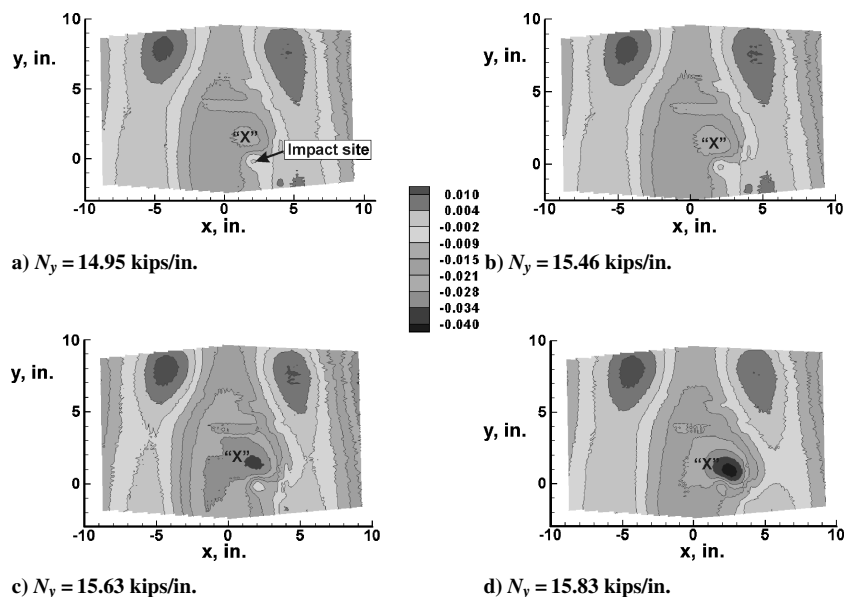 10
y, in.
5
0
“X”
Impact site
-10 -5 0 5 10
x, in.
a) Ny = 14.95 kips/in.
10
y, in.
5
0
“X”
-10 -5 0 5 10
x, in.
b) Ny = 15.46 kips/in.
0.010
0.004
-0.002
-0.009
-0.015
-0.021
-0.028
-0.034
-0.040
10
y, in.
5
0
“X”
-10 -5 0 5 10
x, in.
c) Ny = 15.63 kips/in.
10
y, in.
5
0
“X”
-10 -5 0 5 10
x, in.
d) Ny = 15.83 kips/in.